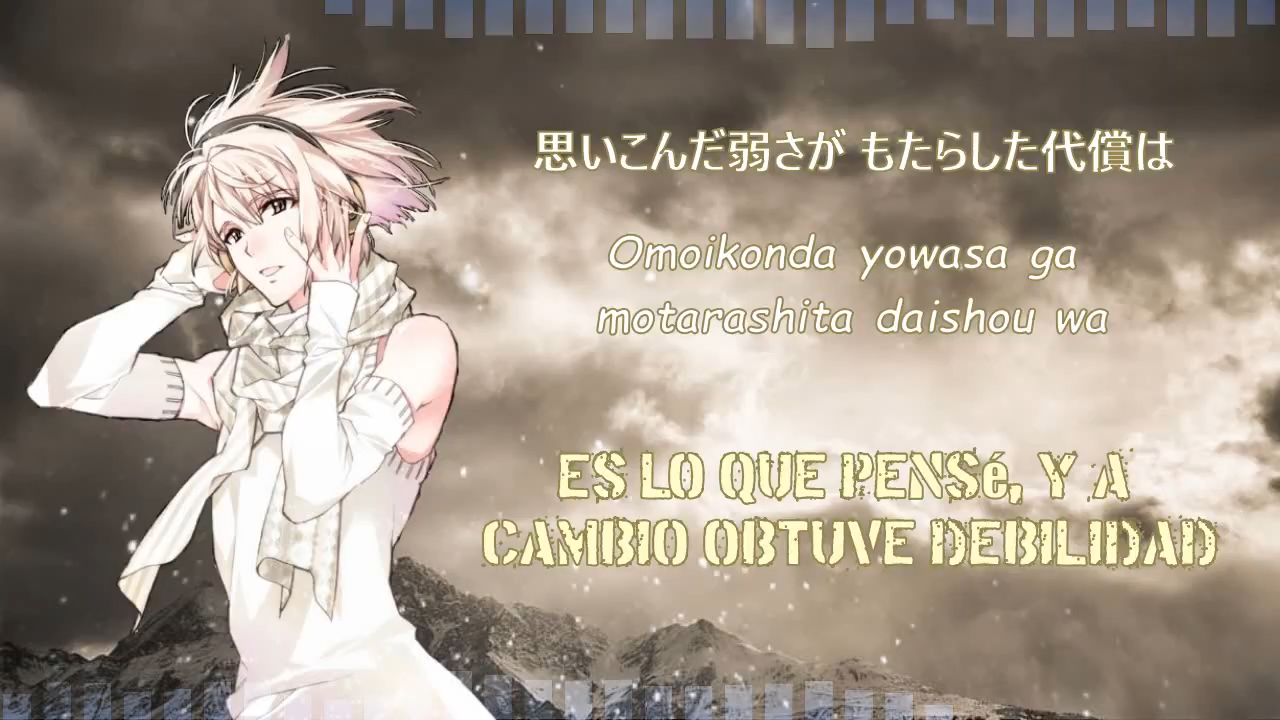 思いこんだ弱さが もたらした代償は
Omoikonda yowasa ga
motarashita daishou wa
ES LO QUE PENSé, Y A
CAMBIO OBTUVE DEBILIDAD